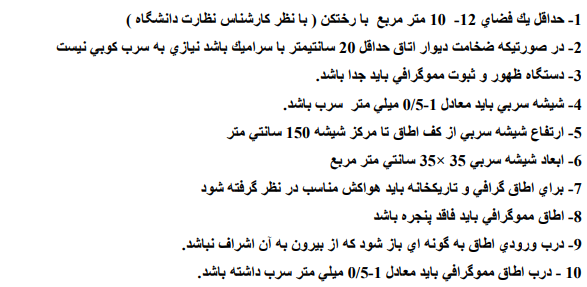 1- حداقل يك فضاي 12- 10 متر مربع با رختكن ( با نظر كارشناس نظارت دانشگاه )
2- در صورتيكه ضخامت ديوار اتاق حداقل 20 سانتيمتر با سراميك باشد نيازي به سرب كوبي نيست
3- دستگاه ظهور و ثبوت مموگرافي بايد جدا باشد.
4- شيشه سربي بايد معادل 1-0/5 ميلي متر سرب باشد.
5- ارتفاع شيشه سربي از كف اطاق تا مركز شيشه 150 سانتي متر
6- ابعاد شيشه سربي 35 ×35 سانتي متر مربع
7- براي اطاق گرافي و تاريكخانه بايد هواكش مناسب در نظر گرفته شود
8- اطاق مموگرافي بايد فاقد پنجره باشد
9- درب ورودي اطاق به گونه اي باز شود كه از بيرون به آن اشراف نباشد.
10 - درب اطاق مموگرافي بايد معادل 1-0/5 ميلي متر سرب داشته باشد.